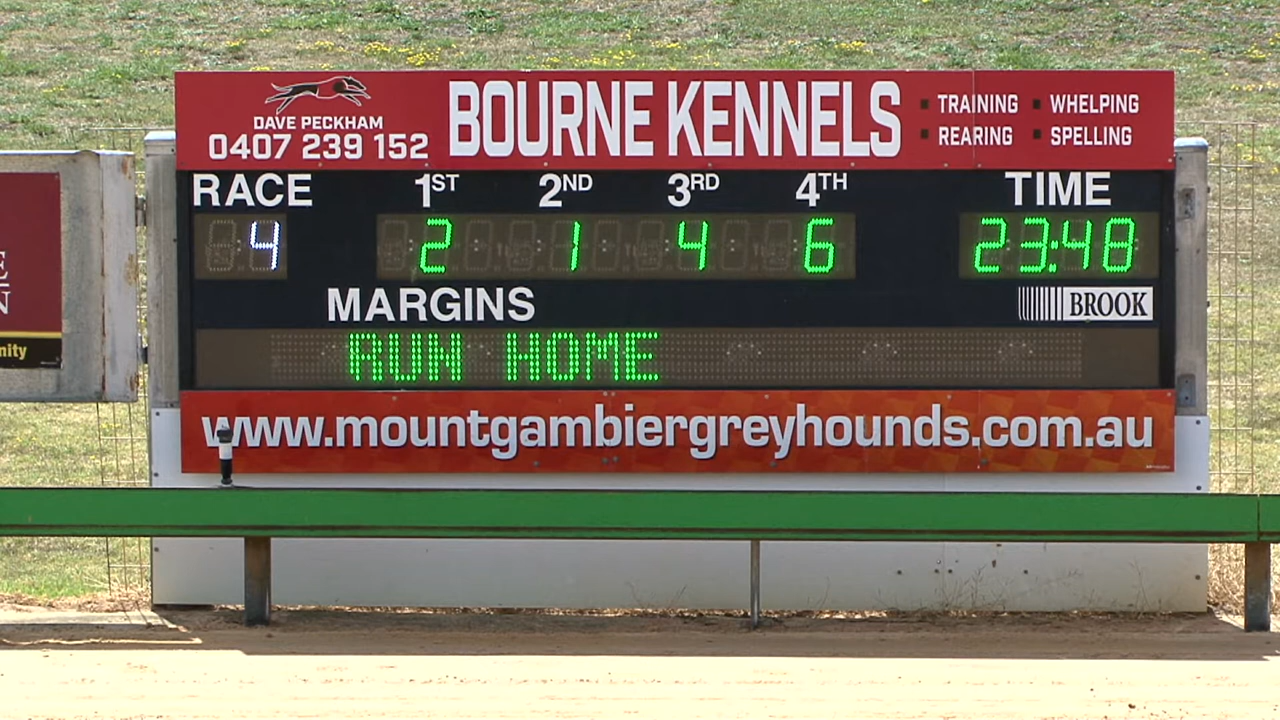 BOURNE KENNELS
DAVE PECKHAM
0407 239 152
TRAINING WHELPING
REARING SPELLING
RACE 1ST 2ND 3RD 4TH TIME
4 2 1 4 6 23:48
MARGINS
BROOK
RUN HOME
www.mountgambiergreyhounds.com.au